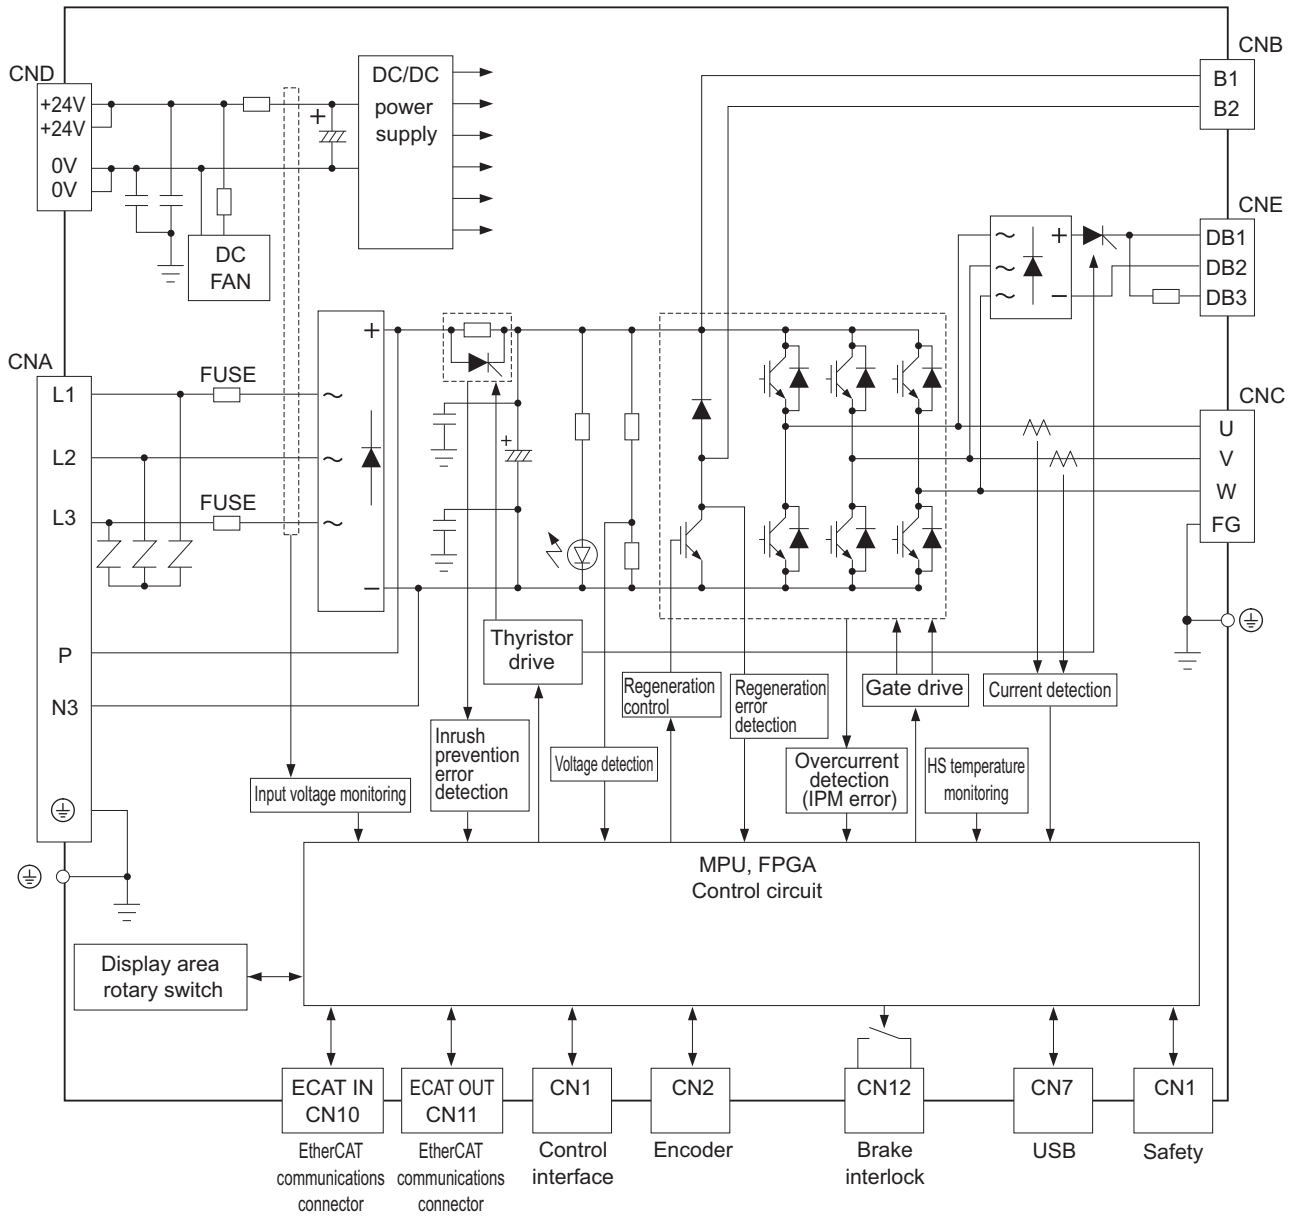 CND
+24V
+24V
0V
0V
DC/DC
power
supply
+
DC
FAN
CNB
B1
B2
CNE
DB1
DB2
DB3
+
−
CNA
L1
FUSE
L2
L3
FUSE
+
−
+
CNC
U
V
W
FG
P
N3
Thyristor
drive
Regeneration
control
Regeneration
error
detection
Gate drive
Current detection
Inrush
prevention
error
detection
Voltage detection
Input voltage monitoring
Overcurrent
detection
(IPM error)
HS temperature
monitoring
MPU, FPGA
Control circuit
Display area
rotary switch
ECAT IN
CN10
ECAT OUT
CN11
CN1
CN2
CN12
CN7
CN1
EtherCAT
communications
connector
EtherCAT
communications
connector
Control
interface
Encoder
Brake
interlock
USB
Safety